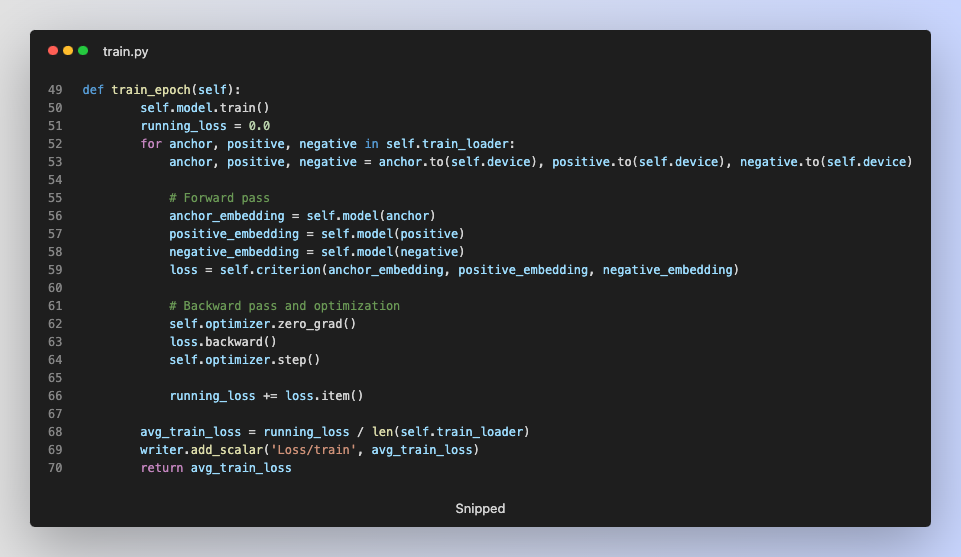 train.py
49 def train_epoch(self):
50 self.model.train()
51 running_loss = 0.0
52 for anchor, positive, negative in self.train_loader:
53 anchor, positive, negative = anchor.to(self.device), positive.to(self.device), negative.to(self.device)
54
55 # Forward pass
56 anchor_embedding = self.model(anchor)
57 positive_embedding = self.model(positive)
58 negative_embedding = self.model(negative)
59 loss = self.criterion(anchor_embedding, positive_embedding, negative_embedding)
60
61 # Backward pass and optimization
62 self.optimizer.zero_grad()
63 loss.backward()
64 self.optimizer.step()
65
66 running_loss += loss.item()
67
68 avg_train_loss = running_loss / len(self.train_loader)
69 writer.add_scalar('Loss/train', avg_train_loss)
70 return avg_train_loss
Snipped